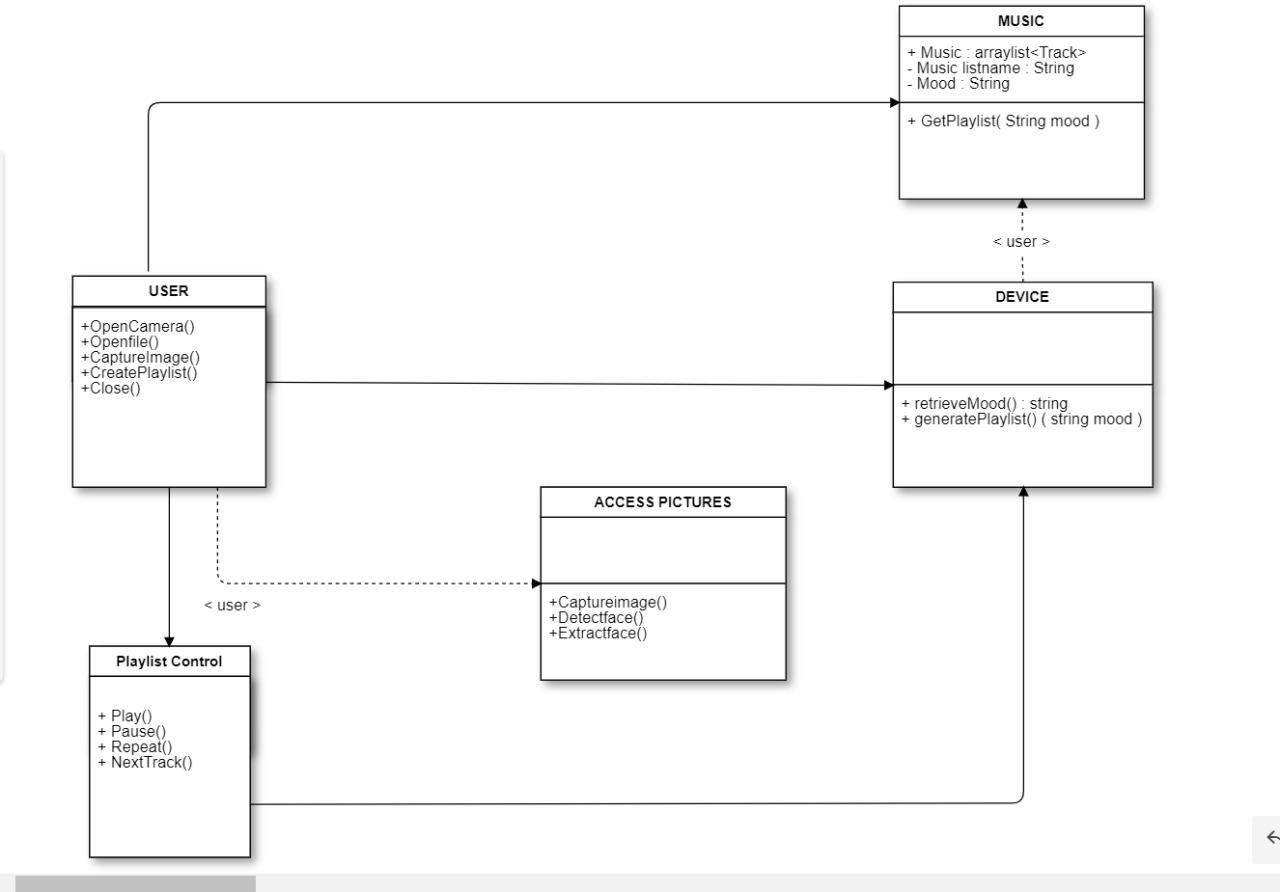 MUSIC
+ Music : arraylist<Track>
- Music listname : String
- Mood : String
+ GetPlaylist( String mood )
< user >
USER
+OpenCamera()
+Openfile()
+CaptureImage()
+CreatePlaylist()
+Close()
DEVICE
+ retrieveMood() : string
+ generatePlaylist() ( string mood )
ACCESS PICTURES
+Captureimage()
+Detectface()
+Extractface()
< user >
Playlist Control
+ Play()
+ Pause()
+ Repeat()
+ NextTrack()